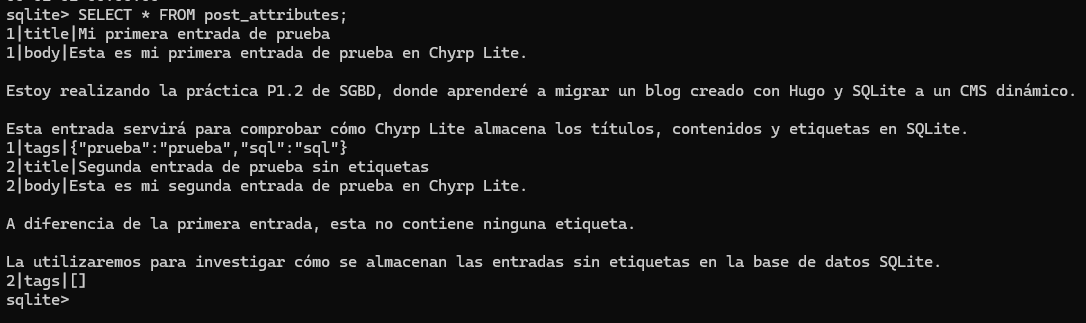 sqlite> SELECT * FROM post_attributes;
1|title|Mi primera entrada de prueba
1|body|Esta es mi primera entrada de prueba en Chyrp Lite.
Estoy realizando la práctica P1.2 de SGBD, donde aprenderé a migrar un blog creado con Hugo y SQLite a un CMS dinámico.
Esta entrada servirá para comprobar cómo Chyrp Lite almacena los títulos, contenidos y etiquetas en SQLite.
1|tags|{"prueba":"prueba","sql":"sql"}
2|title|Segunda entrada de prueba sin etiquetas
2|body|Esta es mi segunda entrada de prueba en Chyrp Lite.
A diferencia de la primera entrada, esta no contiene ninguna etiqueta.
La utilizaremos para investigar cómo se almacenan las entradas sin etiquetas en la base de datos SQLite.
2|tags|[]
sqlite>